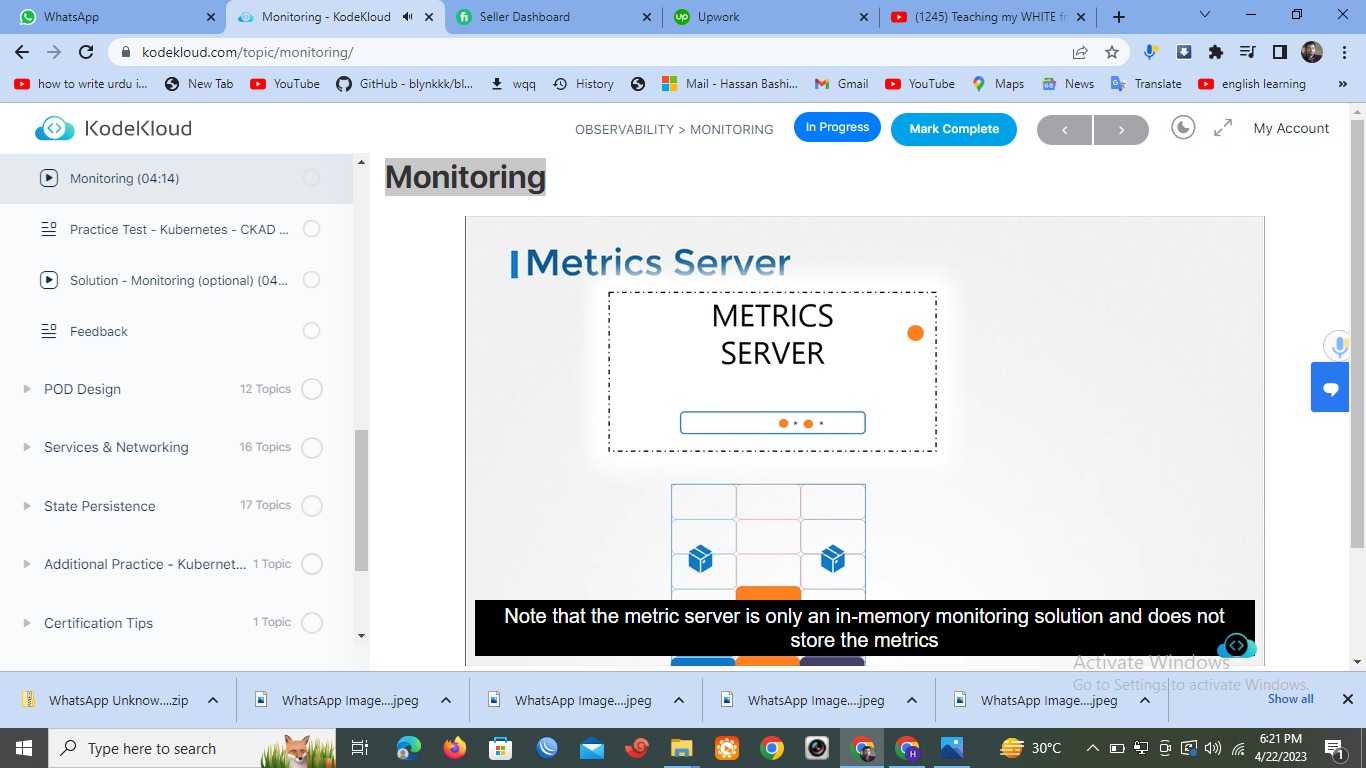 WhatsApp
Monitoring - KodeKloud
Seller Dashboard
Upwork
(1245) Teaching my WHITE fr
kodekloud.com/topic/monitoring/
how to write urdu i...
New Tab
YouTube
GitHub - blynkkk/bl...
wqq
History
Mail - Hassan Bashi...
Gmail
YouTube
Maps
News
Translate
english learning
»
KodeKloud
OBSERVABILITY > MONITORING
In Progress
Mark Complete
My Account
Monitoring (04:14)
Practice Test - Kubernetes - CKAD ...
Solution - Monitoring (optional) (04...
Feedback
POD Design 12 Topics
Services & Networking 16 Topics
State Persistence 17 Topics
Additional Practice - Kubernet... 1 Topic
Certification Tips 1 Topic
Monitoring
Metrics Server
METRICS
SERVER
Note that the metric server is only an in-memory monitoring solution and does not
store the metrics
Activate Windows
Go to Settings to activate Windows.
WhatsApp Unknow....zip
WhatsApp Image....jpeg
WhatsApp Image....jpeg
WhatsApp Image....jpeg
WhatsApp Image....jpeg
Show all
Type here to search
30°C
6:21 PM
4/22/2023
1